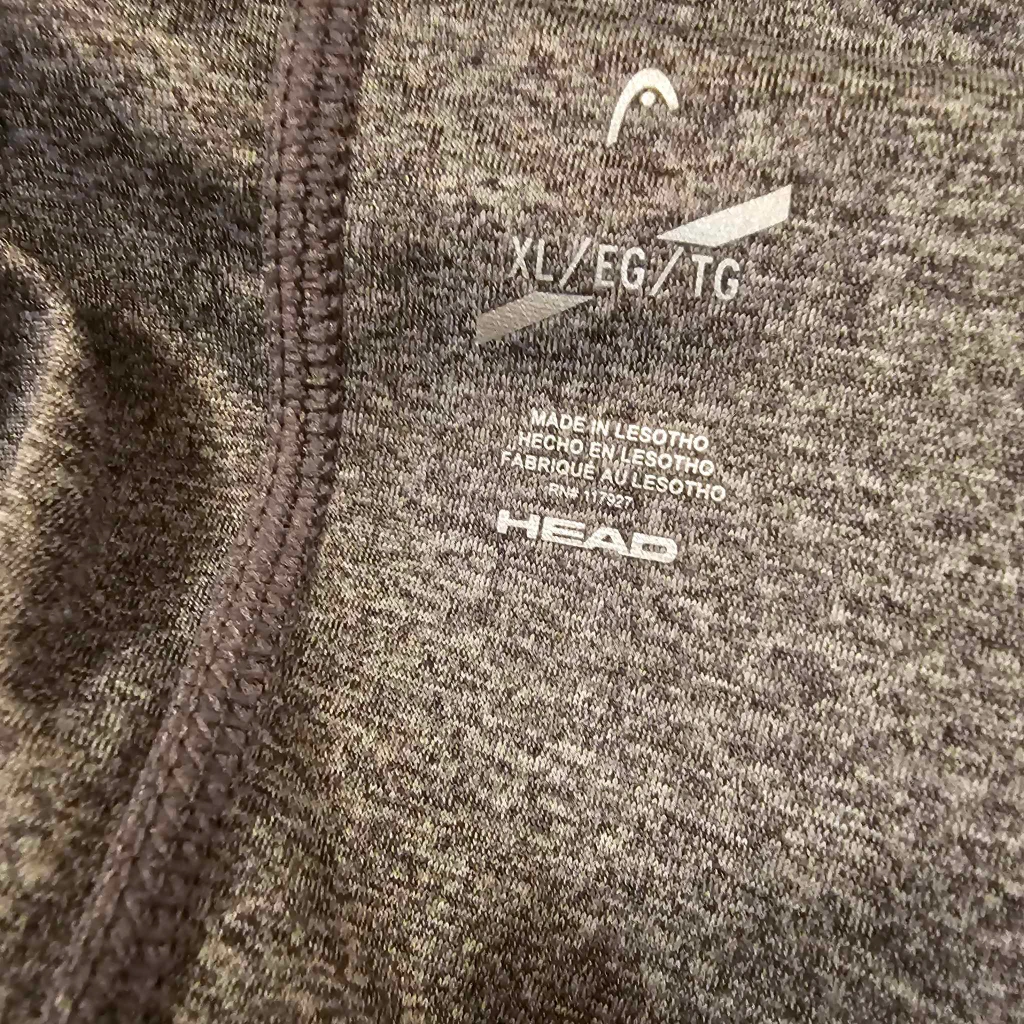 XL/EG/TG
MADE IN LESOTHO
HECHO EN LESOTHO
FABRIQUÉ AU LESOTHO
RN# 117927
HEAD